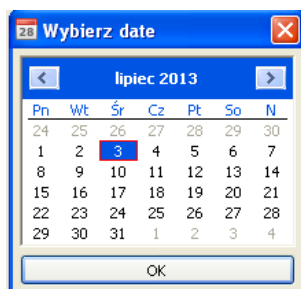 28 Wybierz date
lipiec 2013
Pn Wt Śr Cz Pt So N
24 25 26 27 28 29 30
1 2 3 4 5 6 7
8 9 10 11 12 13 14
15 16 17 18 19 20 21
22 23 24 25 26 27 28
29 30 31 1 2 3 4
OK